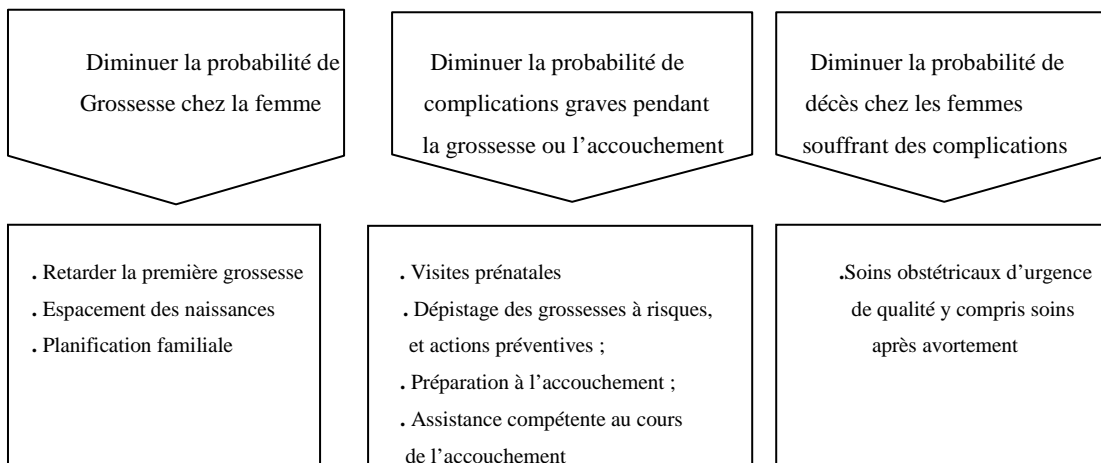 Diminuer la probabilité de
Grossesse chez la femme
Diminuer la probabilité de
complications graves pendant
la grossesse ou l’accouchement
Diminuer la probabilité de
décès chez les femmes
souffrant des complications
. Retarder la première grossesse
. Espacement des naissances
. Planification familiale
. Visites prénatales
. Dépistage des grossesses à risques,
et actions préventives ;
. Préparation à l’accouchement ;
. Assistance compétente au cours
de l’accouchement
.Soins obstétricaux d’urgence
de qualité y compris soins
après avortement